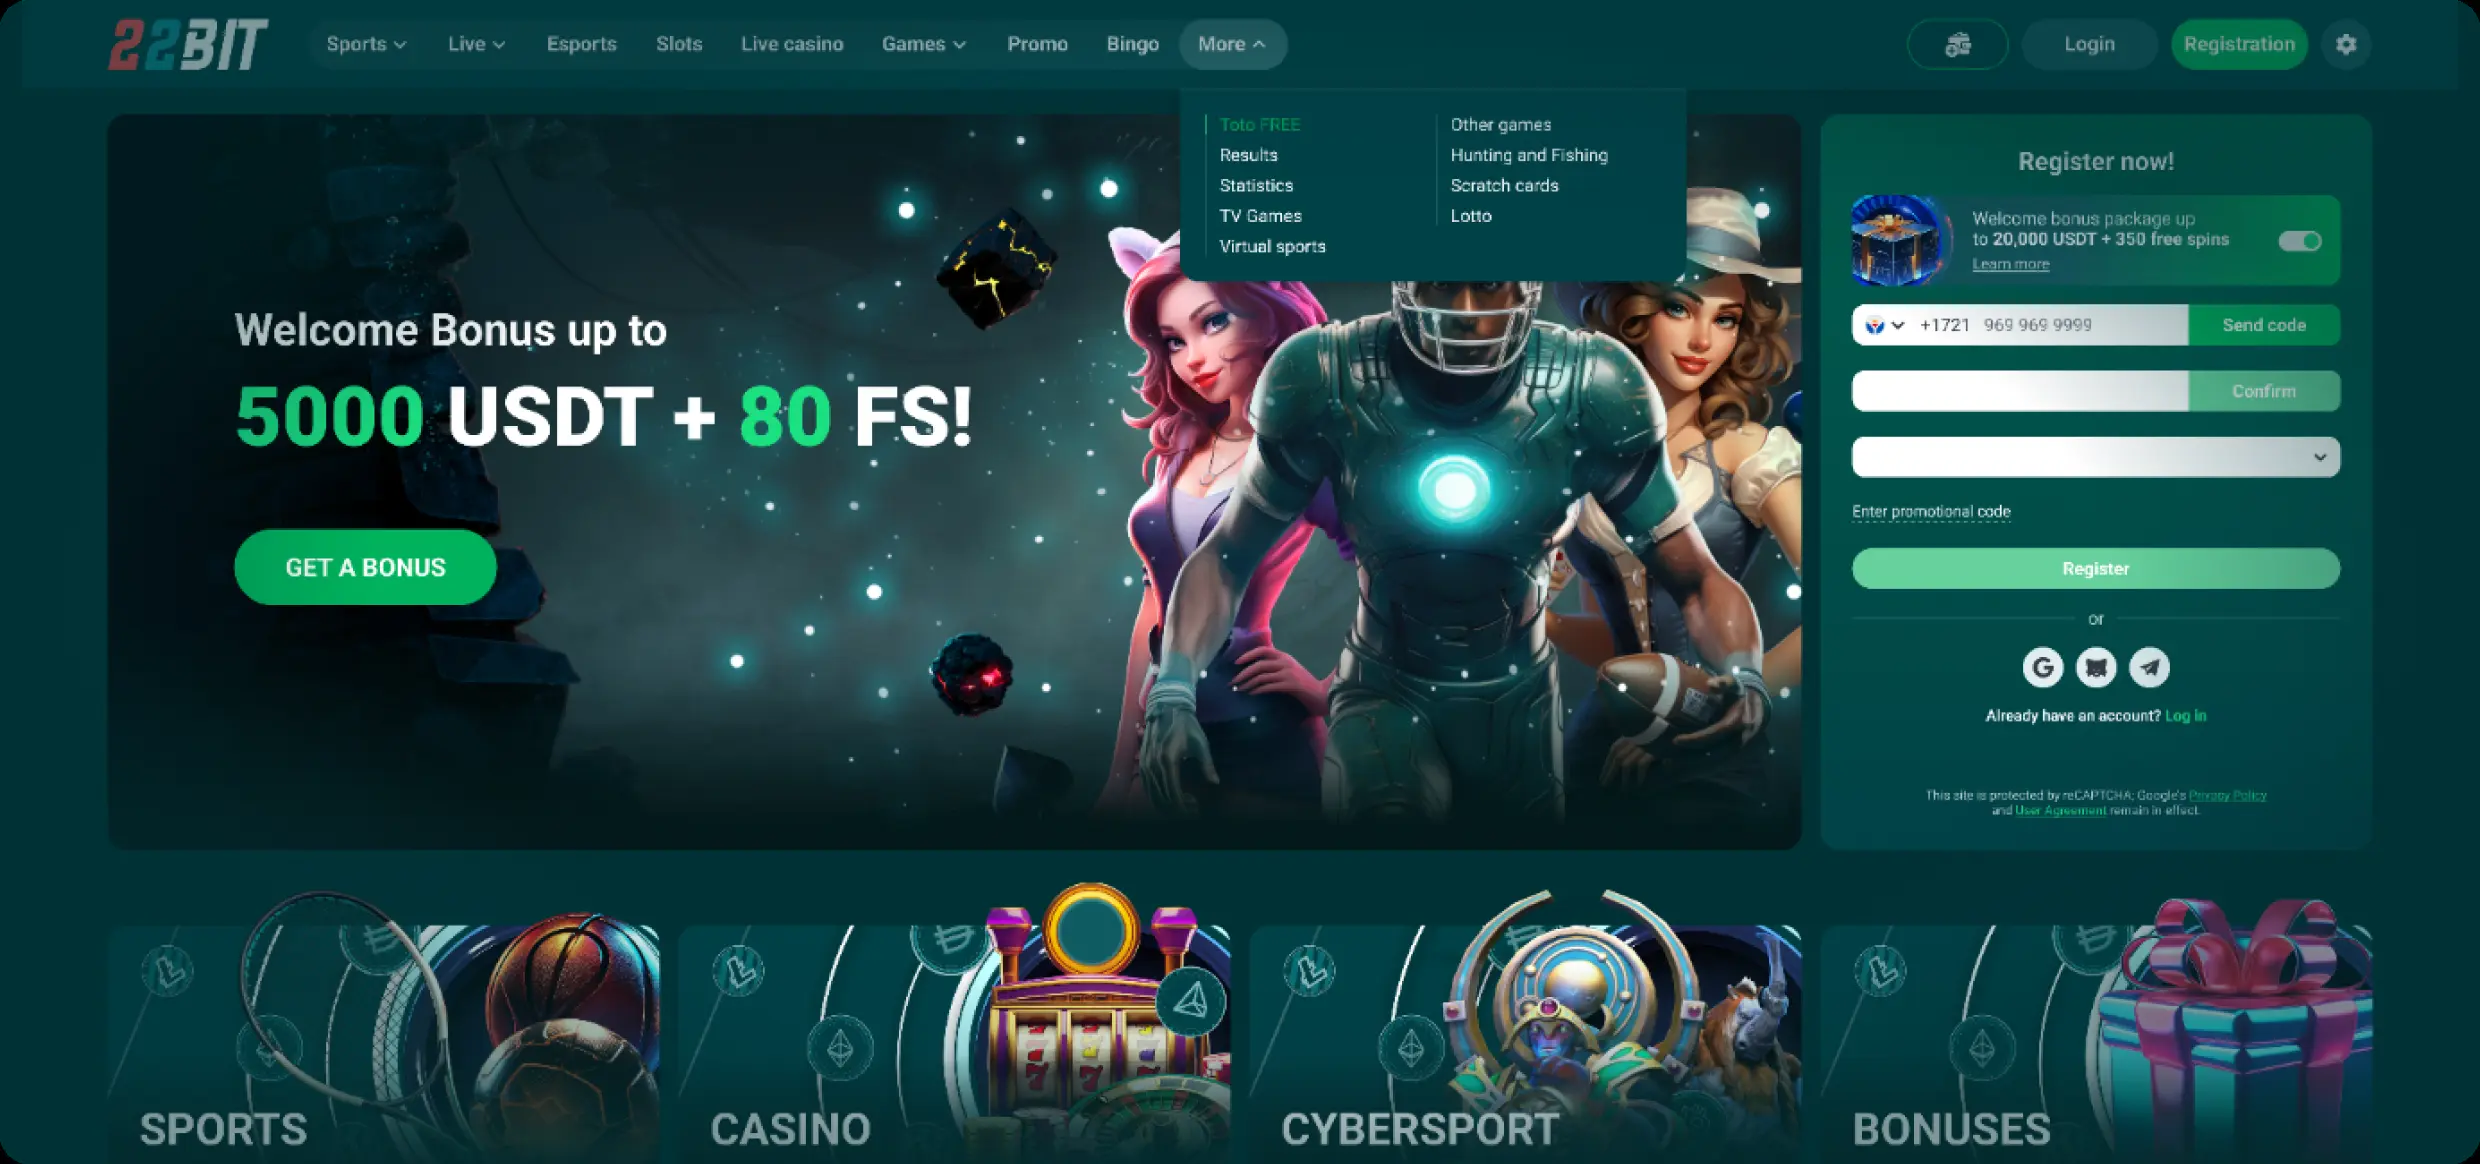 22BIT
Sports
Live
Esports
Slots
Live casino
Games
Promo
Bingo
More
Login
Registration
Toto FREE
Results
Statistics
TV Games
Virtual sports
Other games
Hunting and Fishing
Scratch cards
Lotto
Welcome Bonus up to
5000 USDT + 80 FS!
GET A BONUS
Register now!
Welcome bonus package up
to 20,000 USDT + 350 free spins
Learn more
+1721 969 969 9999
Send code
Confirm
Enter promotional code
Register
or
Already have an account? Log in
This site is protected by reCAPTCHA; Google's Privacy Policy
and User Agreement remain in effect.
SPORTS
CASINO
CYBERSPORT
BONUSES